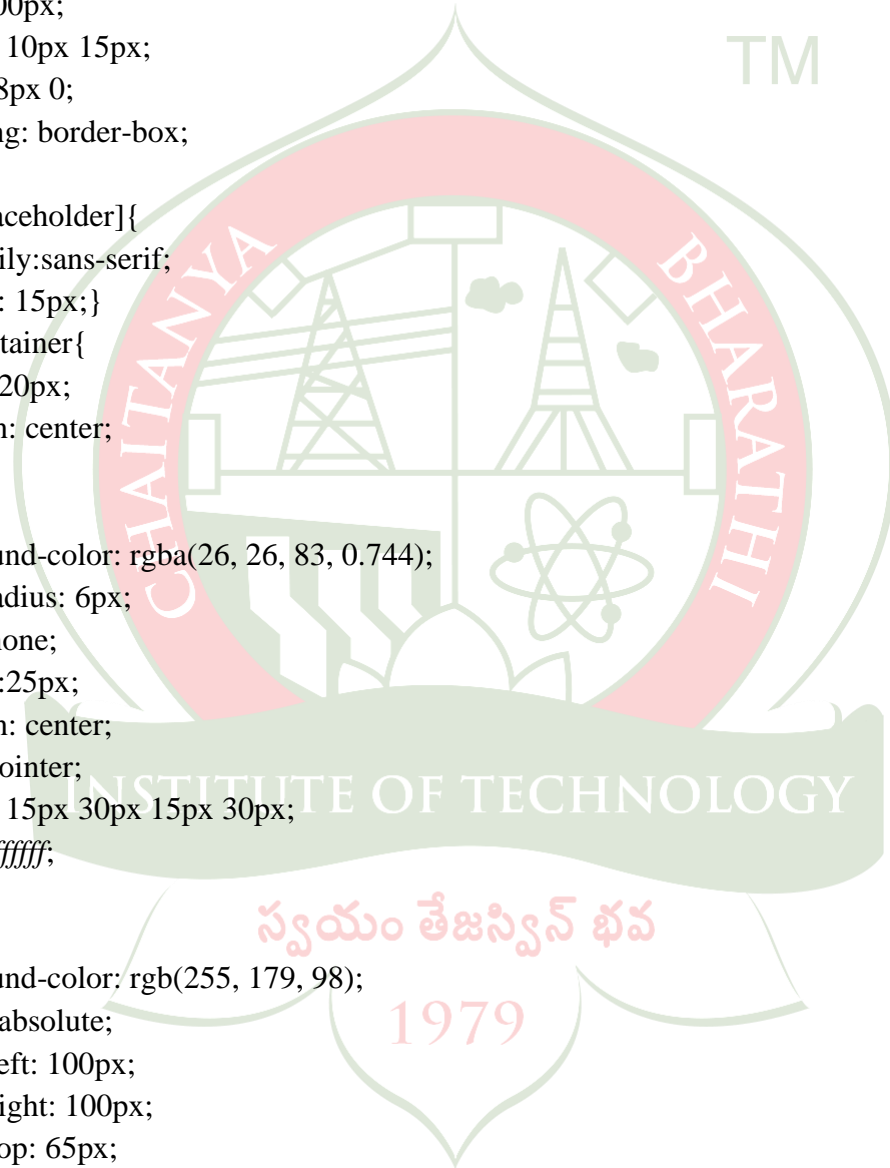 00px;
10px 15px;
8px 0;
ng: border-box;
aceholder]{
ily:sans-serif;
: 15px;}
tainer{
20px;
n: center;
und-color: rgba(26, 26, 83, 0.744);
adius: 6px;
none;
:25px;
n: center;
ointer;
15px 30px 15px 30px;
ffffff;
und-color: rgb(255, 179, 98);
absolute;
eft: 100px;
ight: 100px;
op: 65px;
TM
CHAITANYA
BHARATHI
INSTITUTE OF TECHNOLOGY
స్వయం తేజస్విన్ భవ
1979